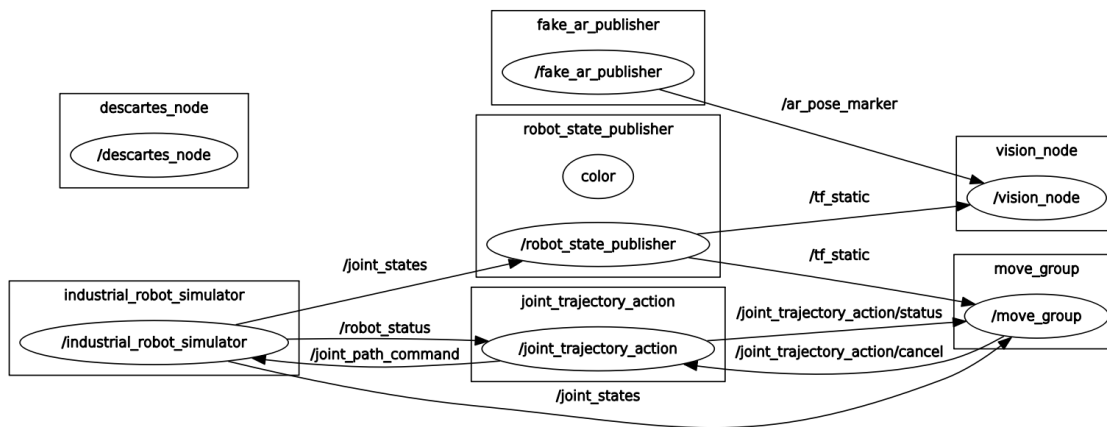 fake_ar_publisher
/fake_ar_publisher
/ar_pose_marker
descartes_node
/descartes_node
robot_state_publisher
color
/robot_state_publisher
vision_node
/vision_node
/tf_static
/tf_static
/joint_states
industrial_robot_simulator
/industrial_robot_simulator
/robot_status
/joint_path_command
/joint_states
joint_trajectory_action
/joint_trajectory_action
/joint_trajectory_action/status
/joint_trajectory_action/cancel
move_group
/move_group